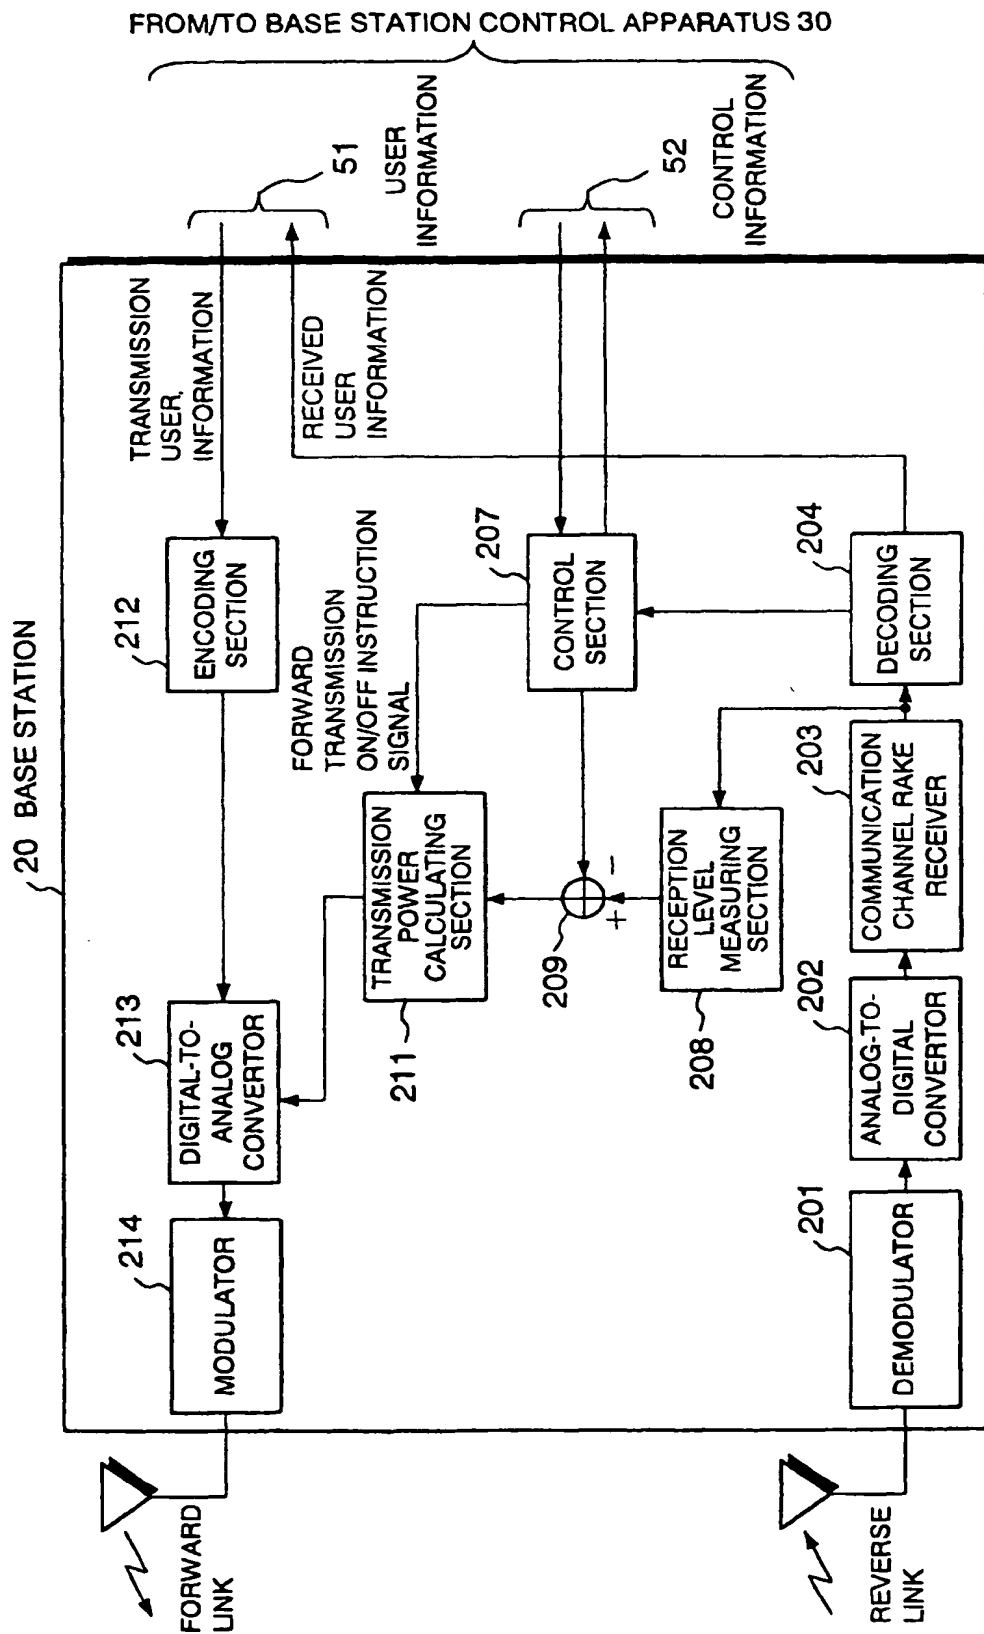 FROM/TO BASE STATION CONTROL APPARATUS 30
20 BASE STATION
51
USER
INFORMATION
52
CONTROL
INFORMATION
TRANSMISSION
USER,
INFORMATION
RECEIVED
USER
INFORMATION
212
ENCODING
SECTION
207
CONTROL
SECTION
204
DECODING
SECTION
FORWARD
TRANSMISSION
ON/OFF INSTRUCTION
SIGNAL
213
DIGITAL-TO-
ANALOG
CONVERTOR
211
TRANSMISSION
POWER
CALCULATING
SECTION
209
+
−
208
RECEPTION
LEVEL
MEASURING
SECTION
203
COMMUNICATION
CHANNEL RAKE
RECEIVER
202
ANALOG-TO-
DIGITAL
CONVERTOR
214
MODULATOR
201
DEMODULATOR
FORWARD
LINK
REVERSE
LINK